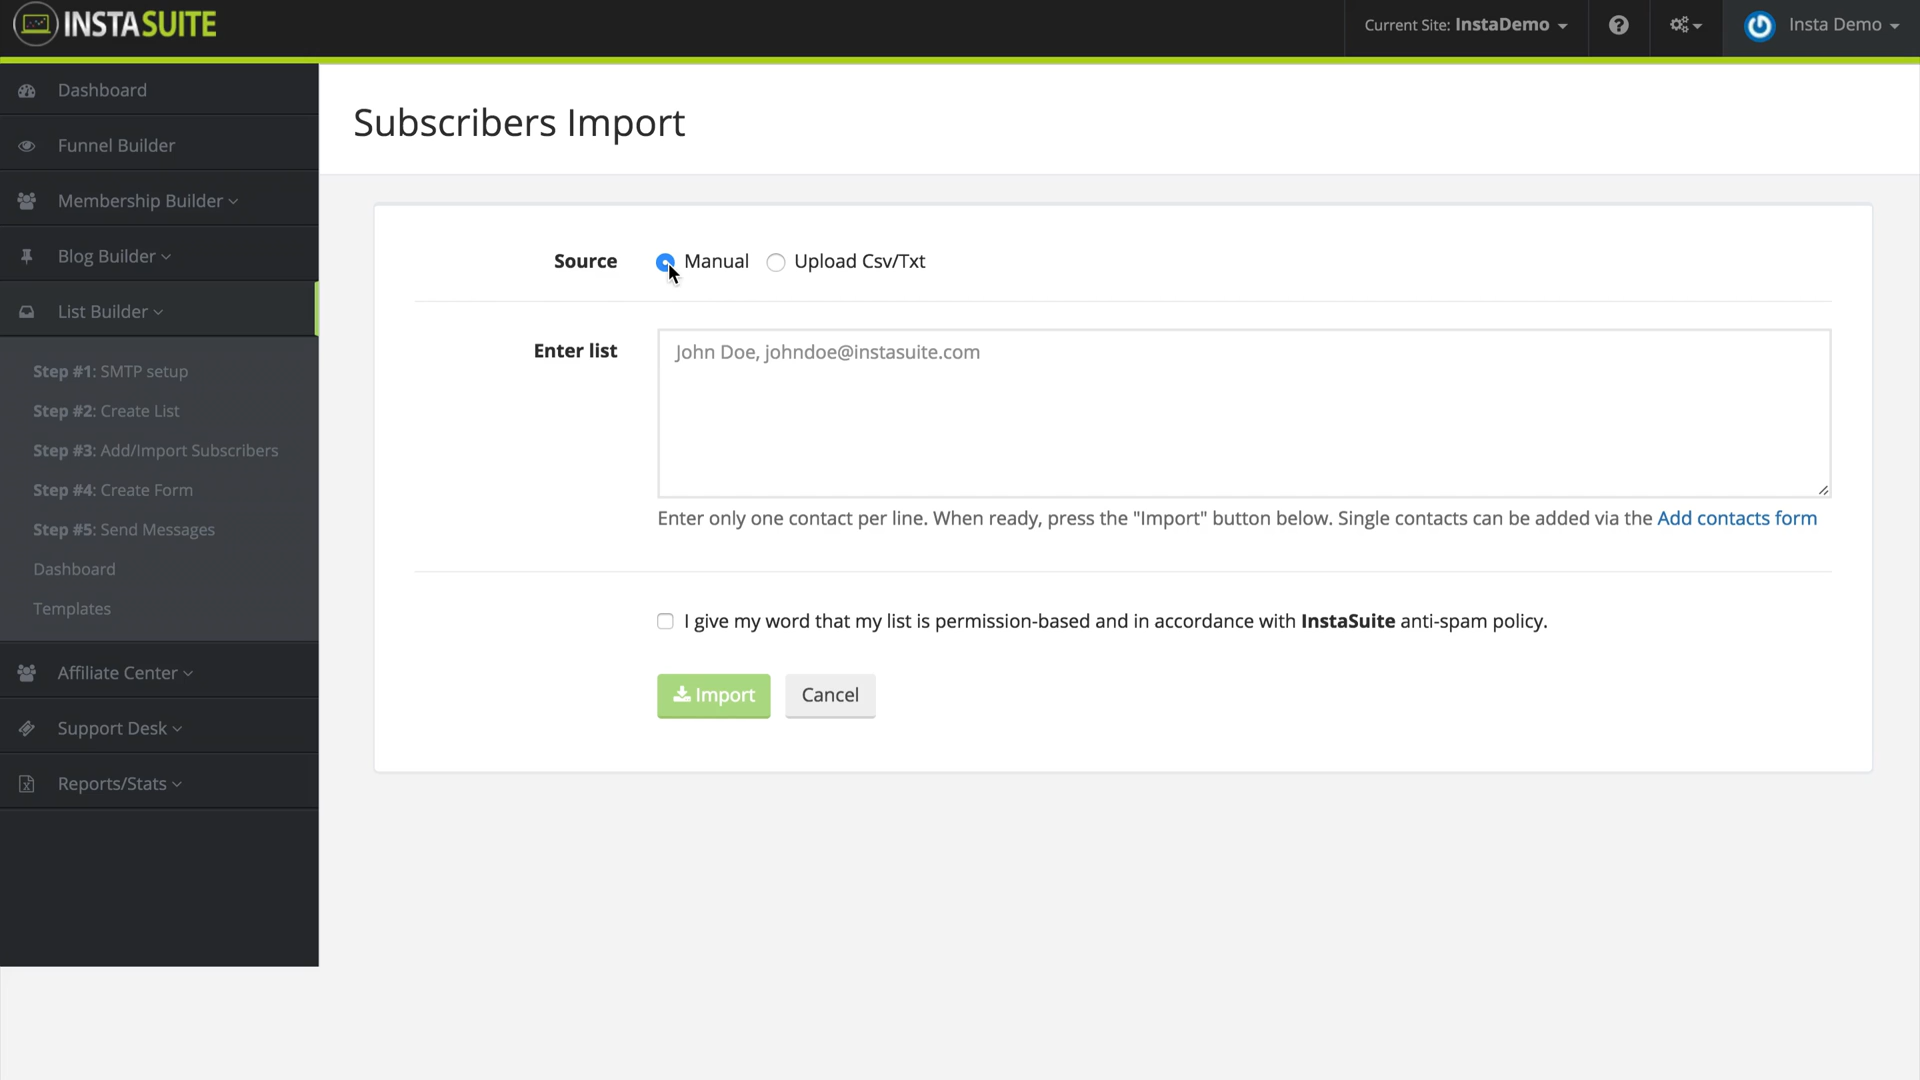 INSTASUITE
Current Site: InstaDemo
Insta Demo
Dashboard
Funnel Builder
Membership Builder
Blog Builder
List Builder
Step #1: SMTP setup
Step #2: Create List
Step #3: Add/Import Subscribers
Step #4: Create Form
Step #5: Send Messages
Dashboard
Templates
Affiliate Center
Support Desk
Reports/Stats
Subscribers Import
Source Manual Upload Csv/Txt
Enter list John Doe, johndoe@instasuite.com
Enter only one contact per line. When ready, press the "Import" button below. Single contacts can be added via the Add contacts form
I give my word that my list is permission-based and in accordance with InstaSuite anti-spam policy.
Import Cancel